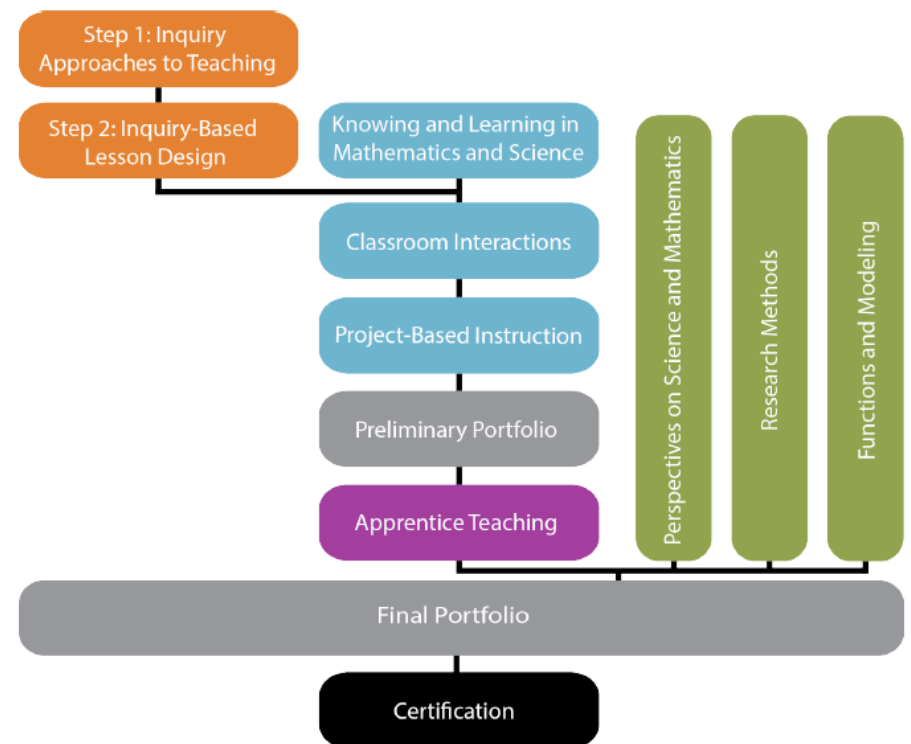 Step 1: Inquiry
Approaches to Teaching
Step 2: Inquiry-Based
Lesson Design
Knowing and Learning in
Mathematics and Science
Classroom Interactions
Project-Based Instruction
Preliminary Portfolio
Apprentice Teaching
Perspectives on Science and Mathematics
Research Methods
Functions and Modeling
Final Portfolio
Certification